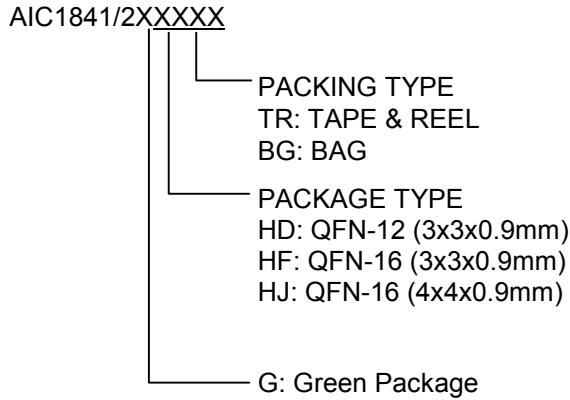 AIC1841/2XXXXX
PACKING TYPE
TR: TAPE & REEL
BG: BAG
PACKAGE TYPE
HD: QFN-12 (3x3x0.9mm)
HF: QFN-16 (3x3x0.9mm)
HJ: QFN-16 (4x4x0.9mm)
G: Green Package